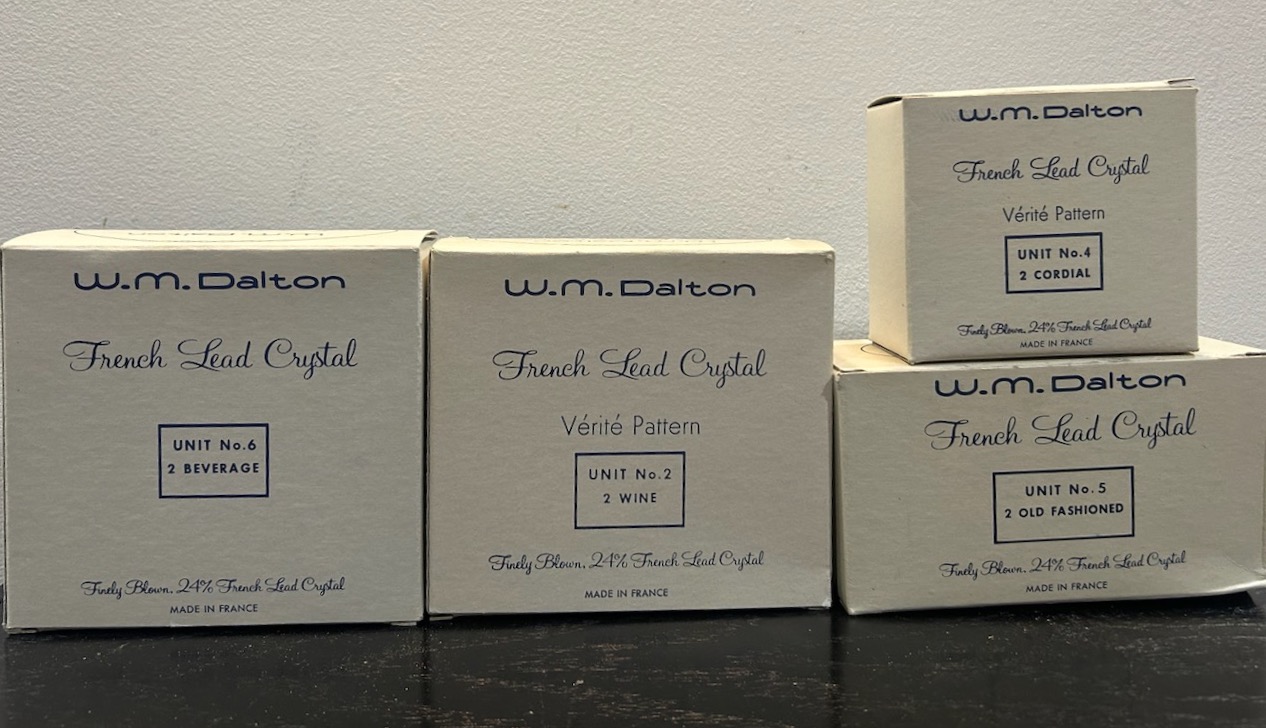 W.M. Dalton
French Lead Crystal
UNIT No.6
2 BEVERAGE
Finely Blown, 24% French Lead Crystal
MADE IN FRANCE
W.M. Dalton
French Lead Crystal
Vérité Pattern
UNIT No.2
2 WINE
Finely Blown, 24% French Lead Crystal
MADE IN FRANCE
W.M. Dalton
French Lead Crystal
Vérité Pattern
UNIT No.4
2 CORDIAL
Finely Blown, 24% French Lead Crystal
MADE IN FRANCE
W.M. Dalton
French Lead Crystal
UNIT No.5
2 OLD FASHIONED
Finely Blown, 24% French Lead Crystal
MADE IN FRANCE